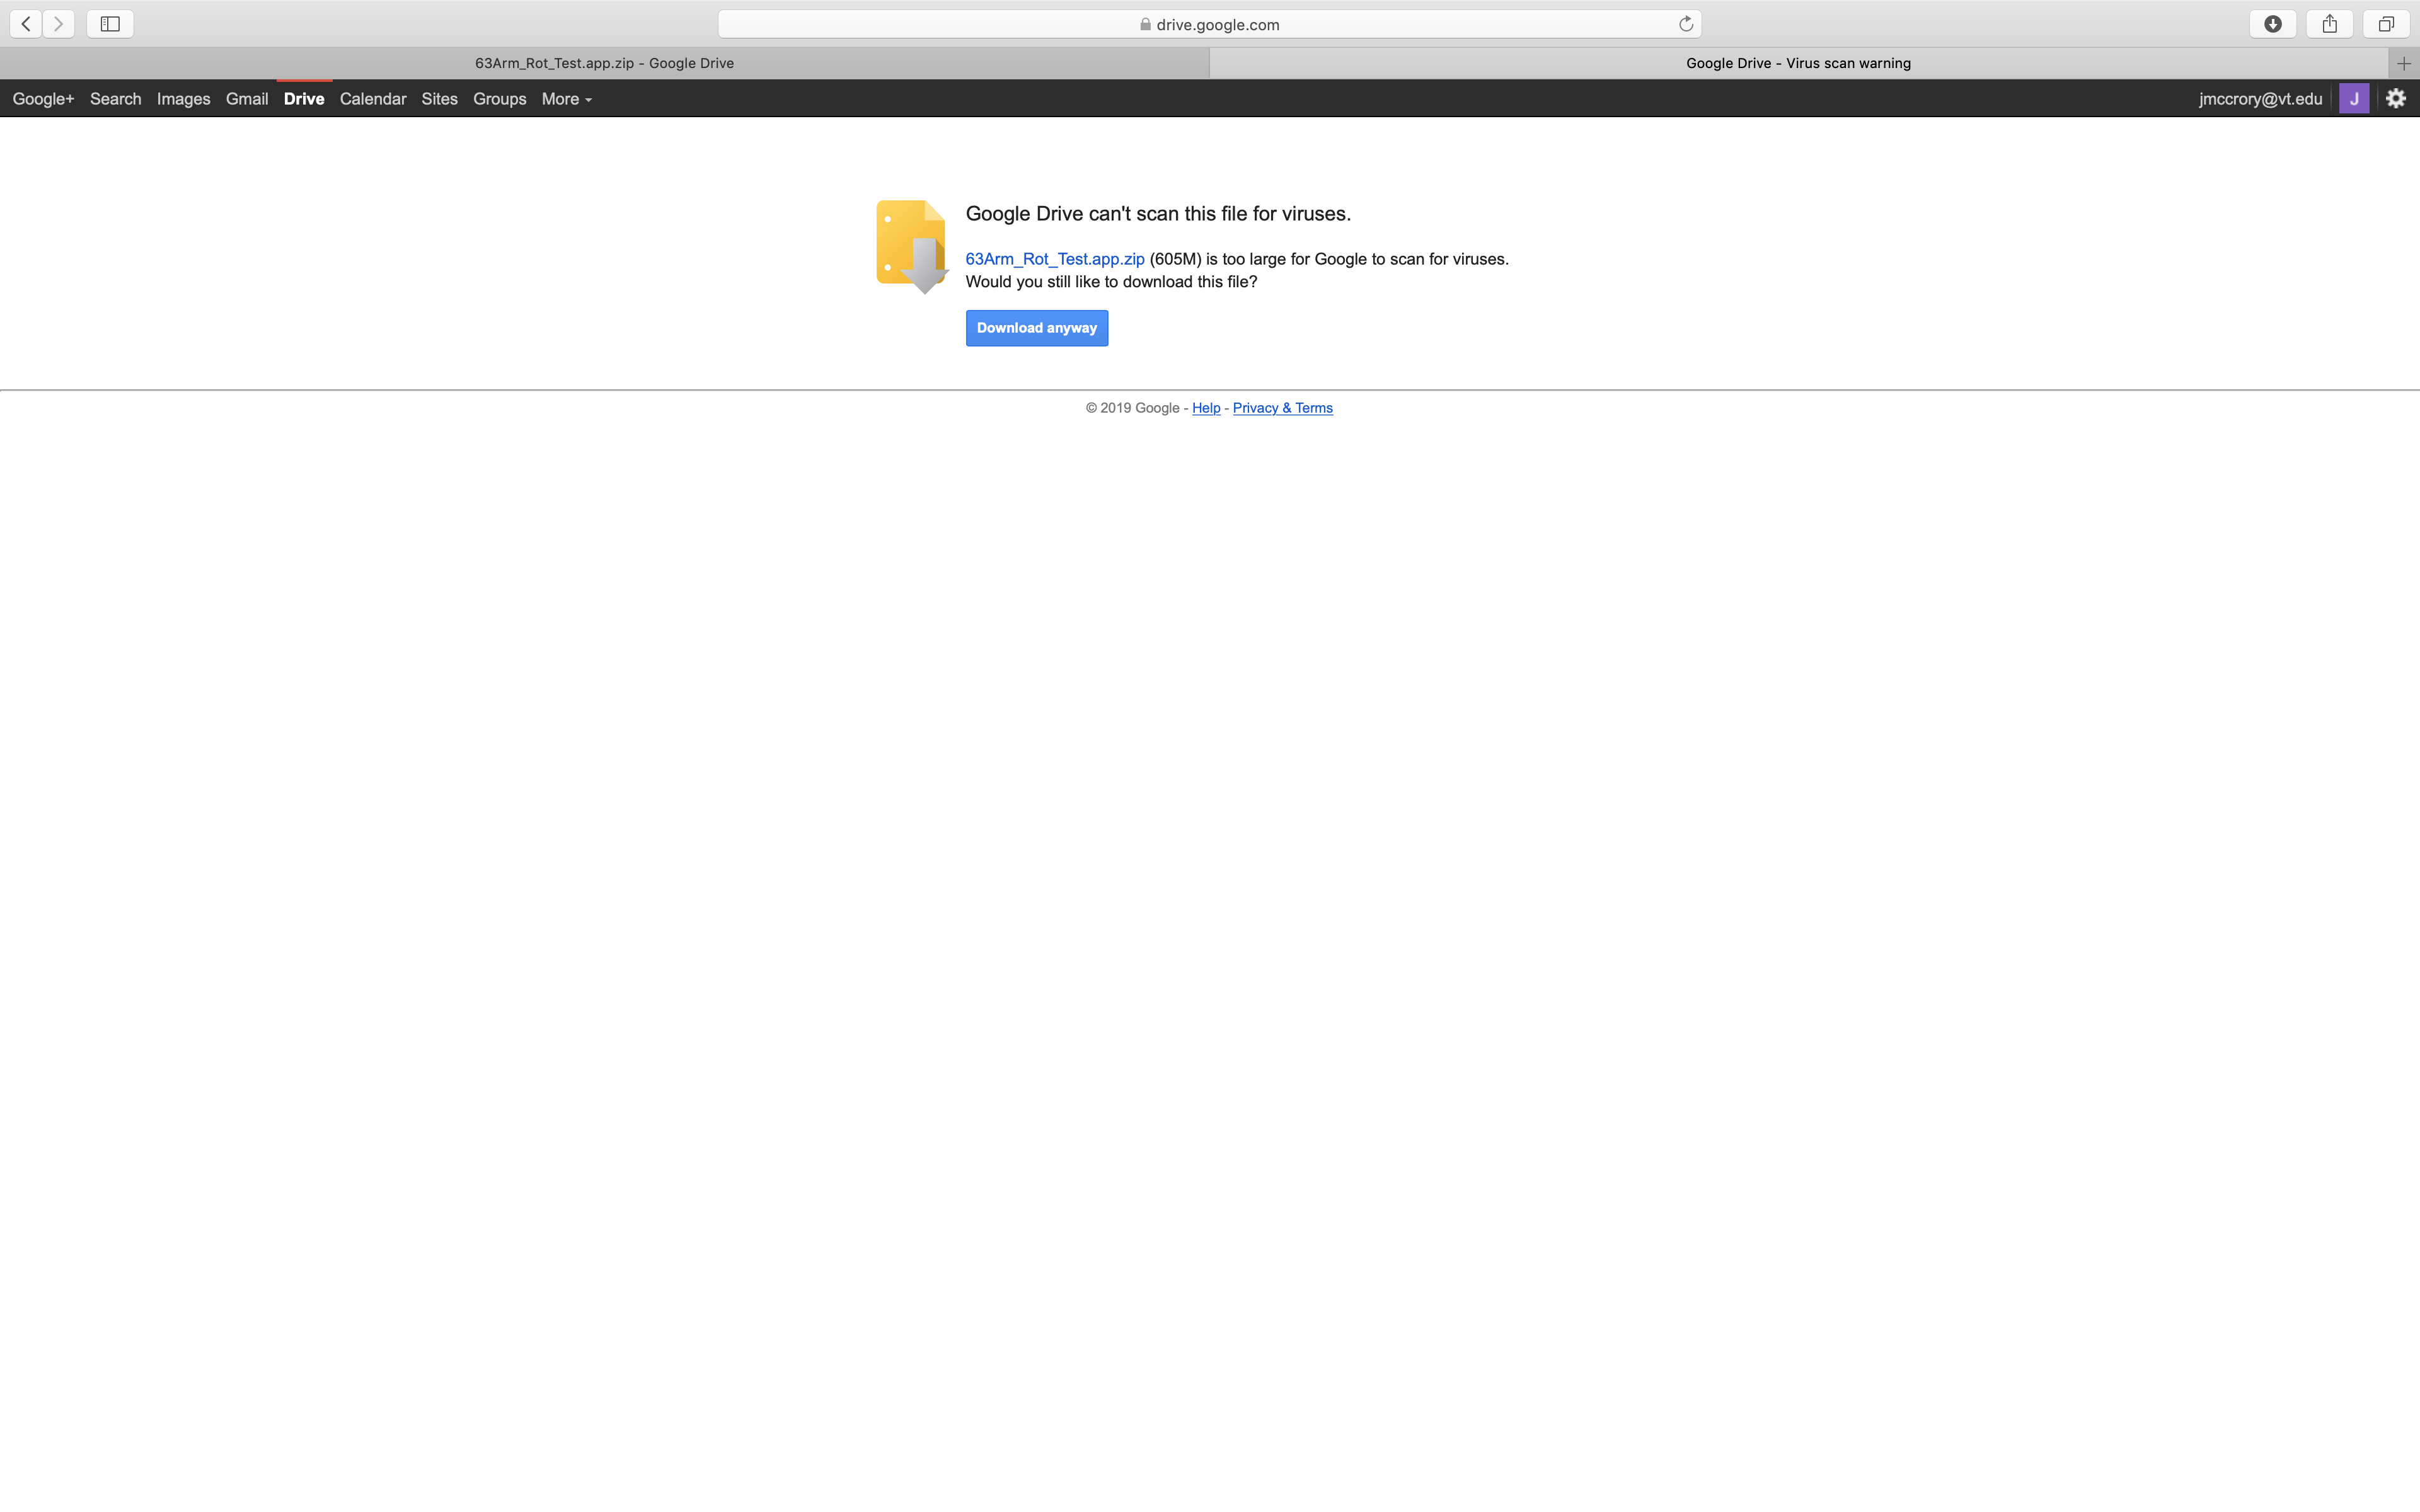 drive.google.com
63Arm_Rot_Test.app.zip - Google Drive
Google Drive - Virus scan warning
Google+ Search Images Gmail Drive Calendar Sites Groups More
jmccrory@vt.edu J
Google Drive can't scan this file for viruses.
63Arm_Rot_Test.app.zip (605M) is too large for Google to scan for viruses.
Would you still like to download this file?
Download anyway
© 2019 Google - Help - Privacy & Terms